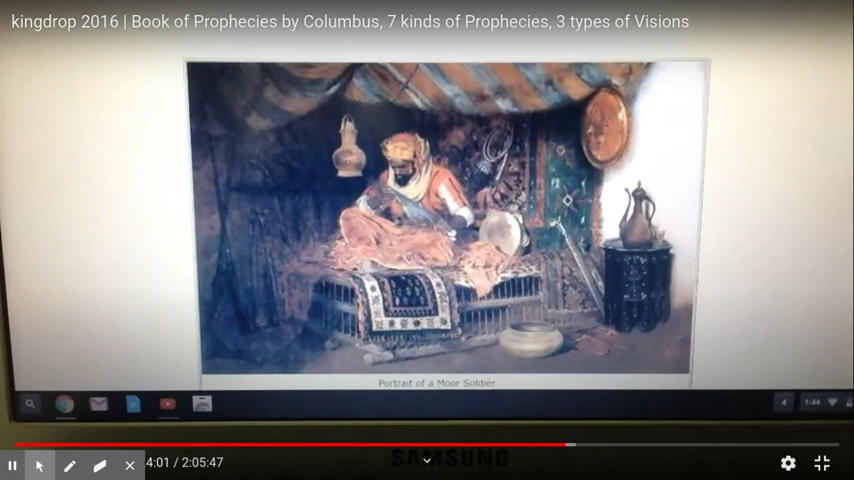 kingdrop 2016 | Book of Prophecies by Columbus, 7 kinds of Prophecies, 3 types of Visions
Portrait of a Moor Soldier
4
1:44
4:01 / 2:05:47
SAMSUNG